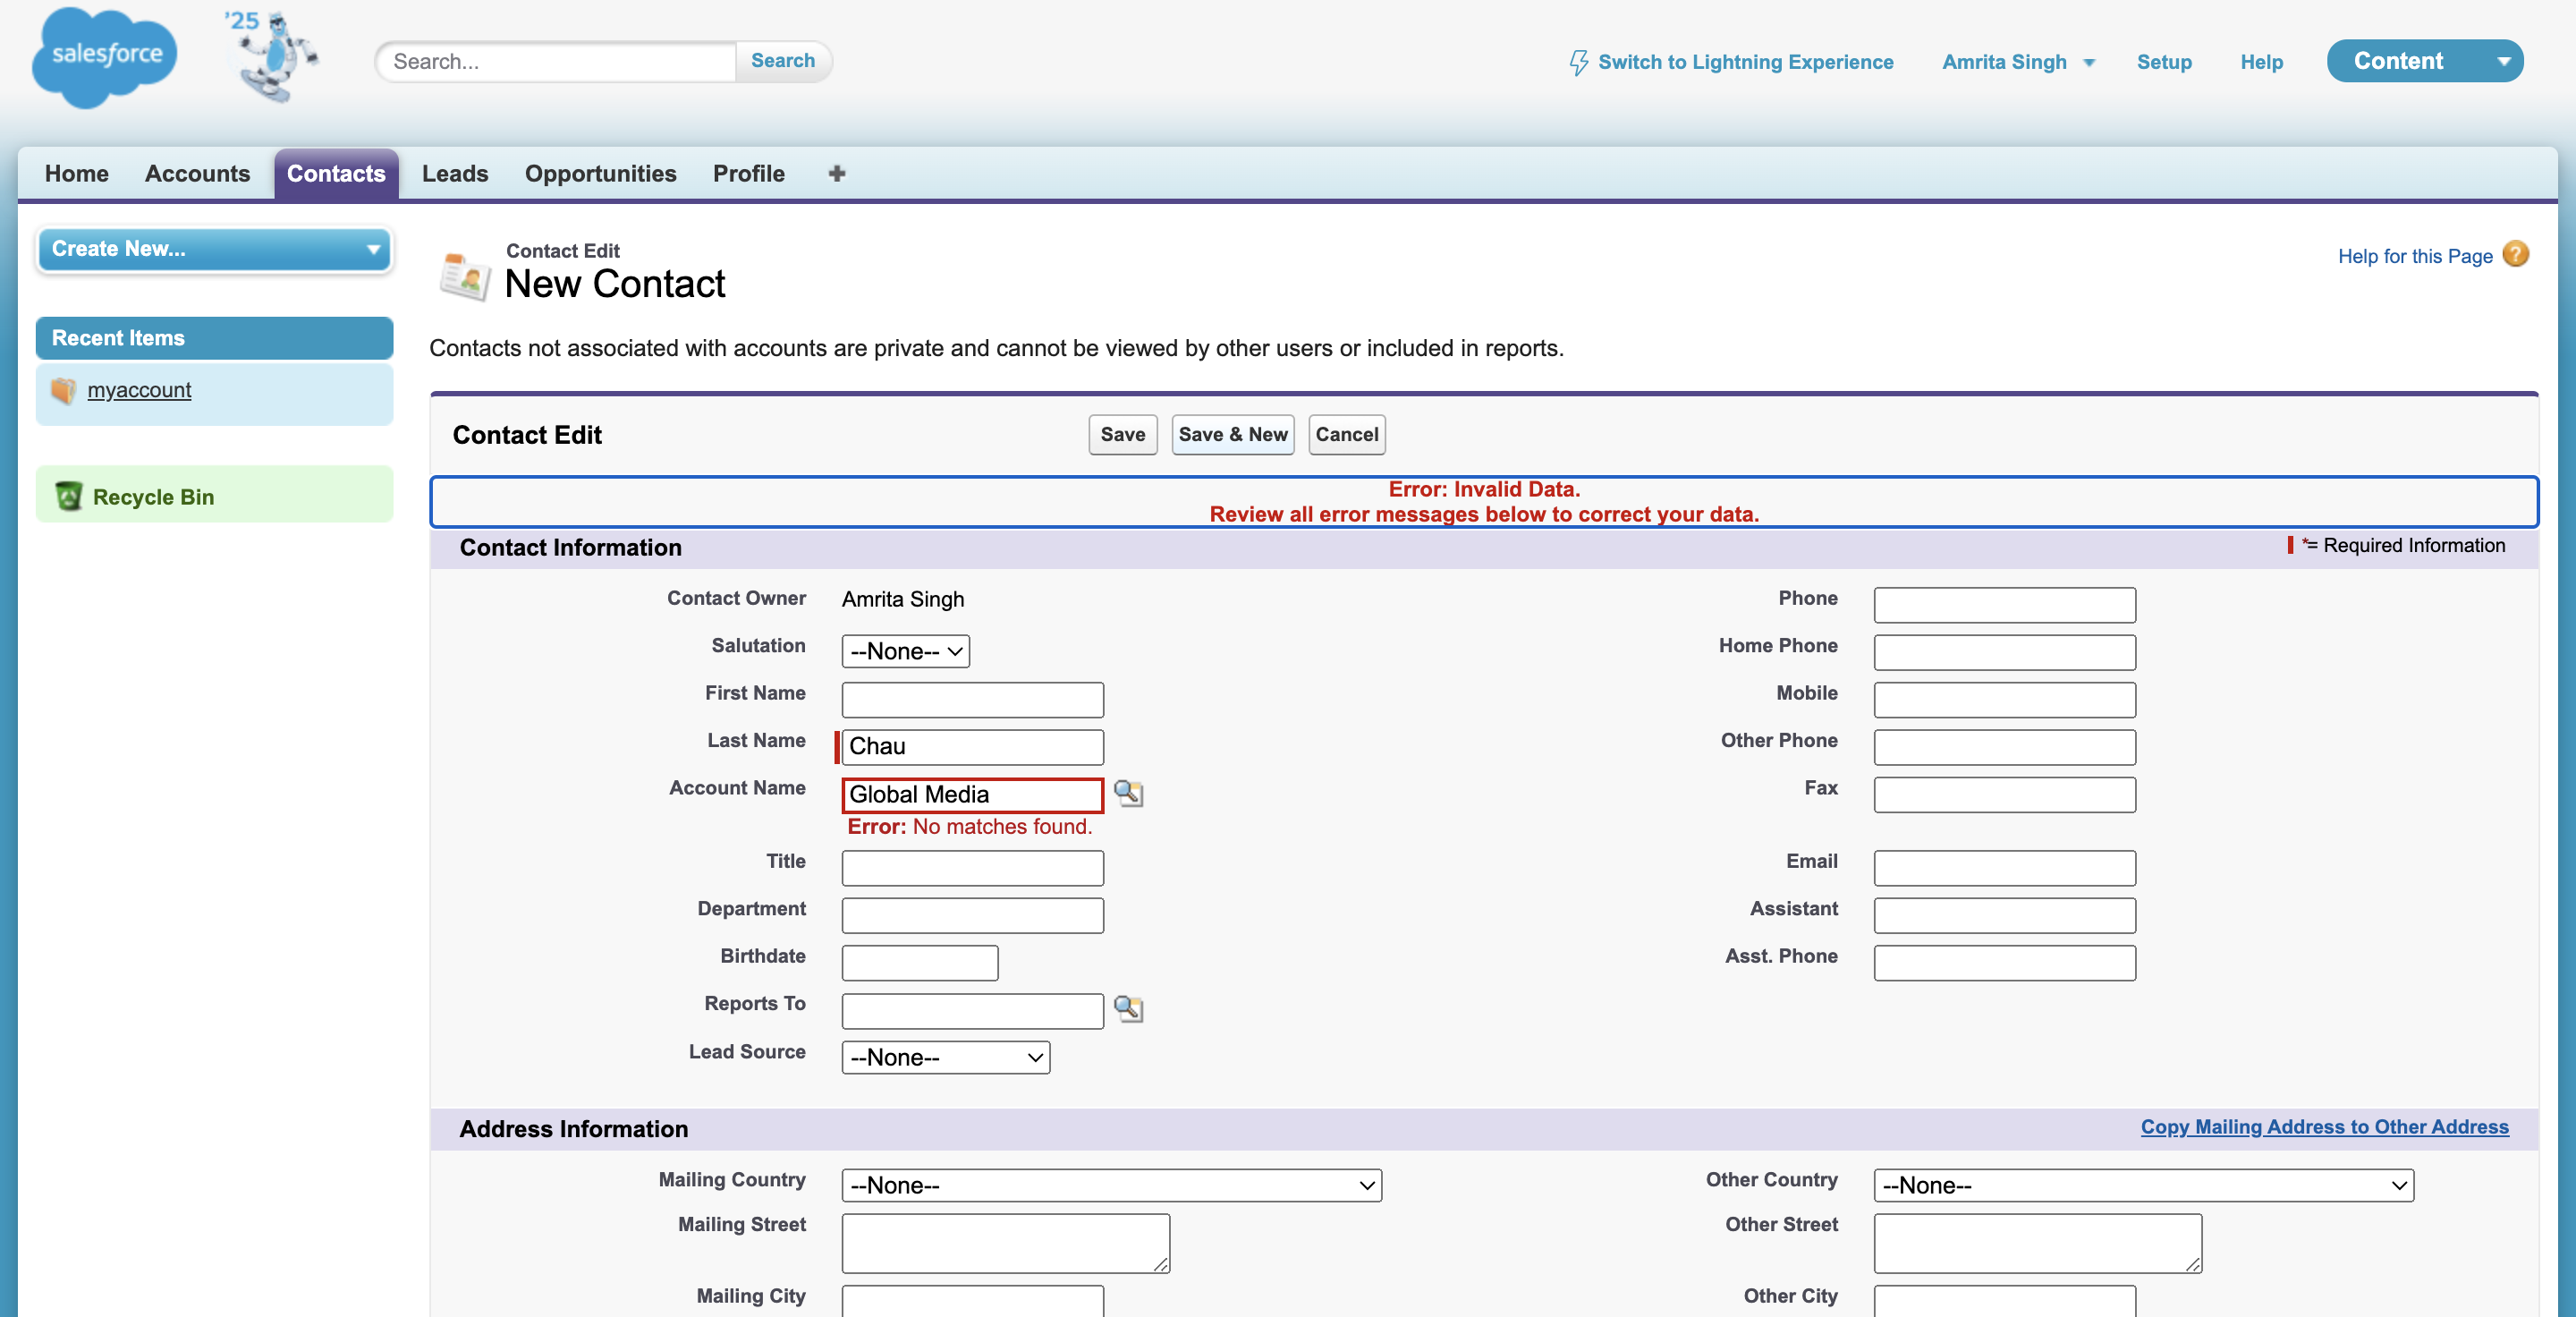 salesforce
'25
Search...
Search
Switch to Lightning Experience
Amrita Singh
Setup
Help
Content
Home
Accounts
Contacts
Leads
Opportunities
Profile
+
Create New...
Recent Items
myaccount
Recycle Bin
Contact Edit
New Contact
Help for this Page
?
Contacts not associated with accounts are private and cannot be viewed by other users or included in reports.
Contact Edit
Save
Save & New
Cancel
Error: Invalid Data.
Review all error messages below to correct your data.
Contact Information
*= Required Information
Contact Owner
Amrita Singh
Phone
Salutation
--None--
Home Phone
First Name
Mobile
Last Name
Chau
Other Phone
Account Name
Global Media
Error: No matches found.
Fax
Title
Email
Department
Assistant
Birthdate
Asst. Phone
Reports To
Lead Source
--None--
Address Information
Copy Mailing Address to Other Address
Mailing Country
--None--
Other Country
--None--
Mailing Street
Other Street
Mailing City
Other City